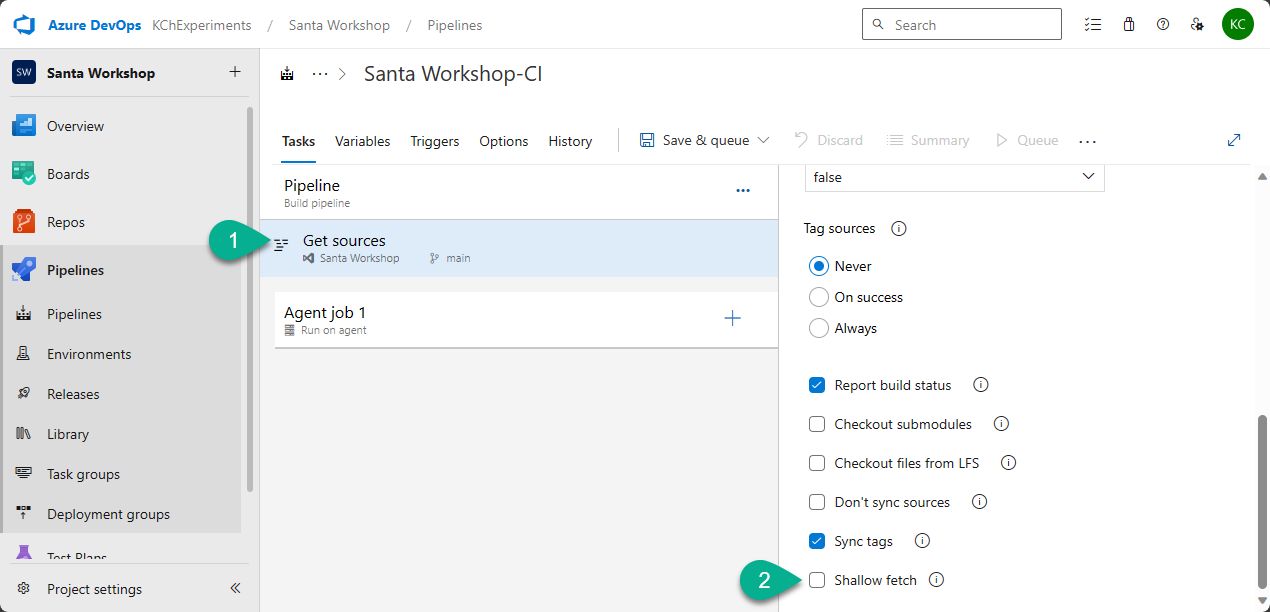 Azure DevOps KChExperiments / Santa Workshop / Pipelines
Search
KC
SW Santa Workshop +
Overview
Boards
Repos
Pipelines
Pipelines
Environments
Releases
Library
Task groups
Deployment groups
Test Plans
Project settings
··· > Santa Workshop-CI
Tasks Variables Triggers Options History Save & queue Discard Summary Queue ···
Pipeline
Build pipeline
1
Get sources
Santa Workshop main
Agent job 1
Run on agent
false
Tag sources
Never
On success
Always
Report build status
Checkout submodules
Checkout files from LFS
Don't sync sources
Sync tags
2
Shallow fetch